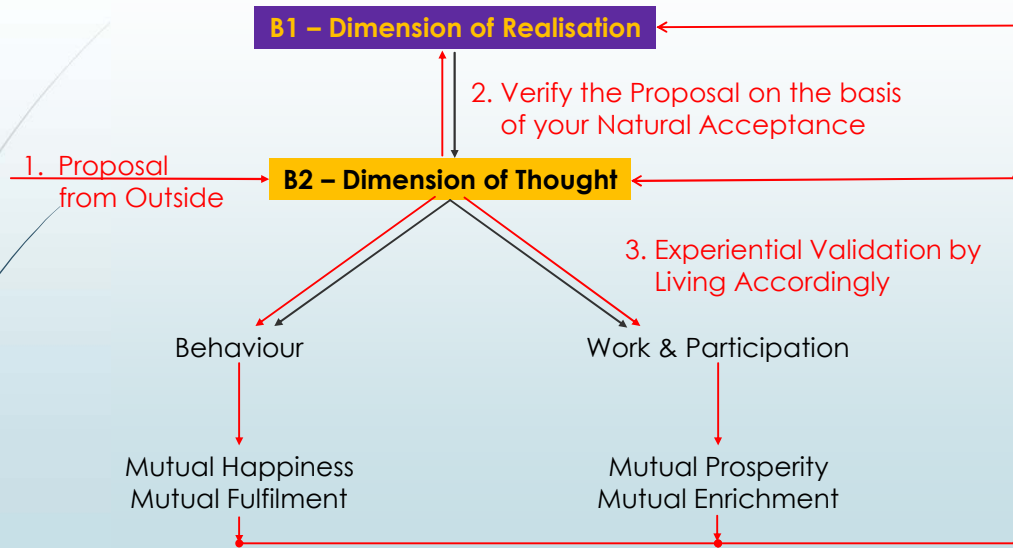 B1 – Dimension of Realisation
2. Verify the Proposal on the basis
of your Natural Acceptance
1. Proposal
from Outside
B2 – Dimension of Thought
3. Experiential Validation by
Living Accordingly
Behaviour
Work & Participation
Mutual Happiness
Mutual Fulfilment
Mutual Prosperity
Mutual Enrichment